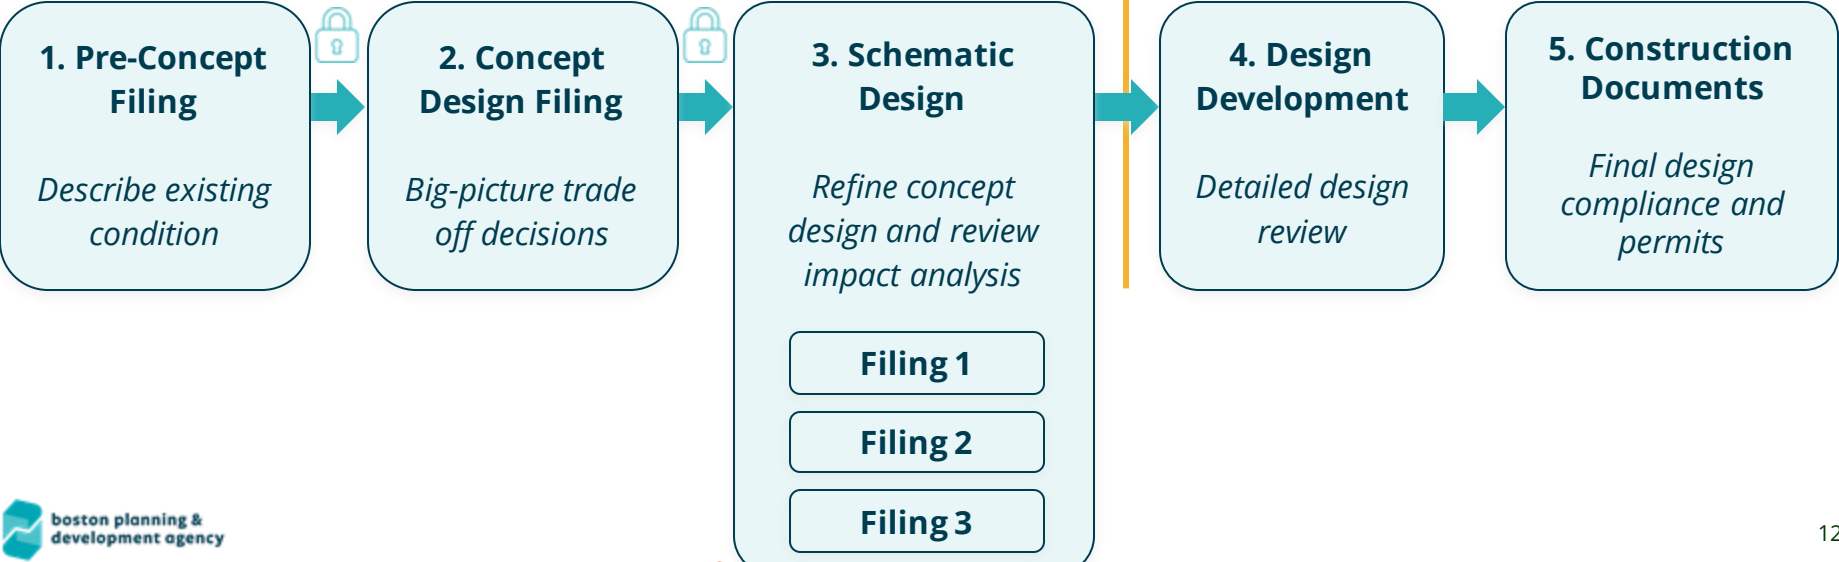 1. Pre-Concept
Filing
Describe existing
condition
2. Concept
Design Filing
Big-picture trade
off decisions
3. Schematic
Design
Refine concept
design and review
impact analysis
Filing 1
Filing 2
Filing 3
4. Design
Development
Detailed design
review
5. Construction
Documents
Final design
compliance and
permits
boston planning &
development agency
12